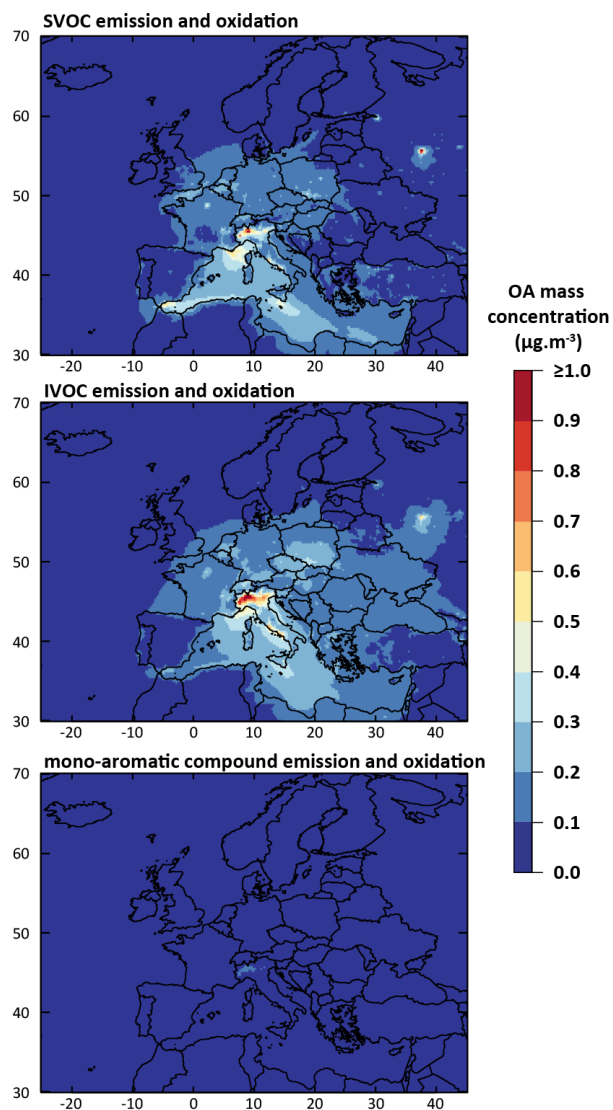 SVOC emission and oxidation
70
60
50
40
30
-20 -10 0 10 20 30 40
IVOC emission and oxidation
70
60
50
40
30
-20 -10 0 10 20 30 40
mono-aromatic compound emission and oxidation
70
60
50
40
30
-20 -10 0 10 20 30 40
OA mass
concentration
(µg.m⁻³)
≥1.0
0.9
0.8
0.7
0.6
0.5
0.4
0.3
0.2
0.1
0.0